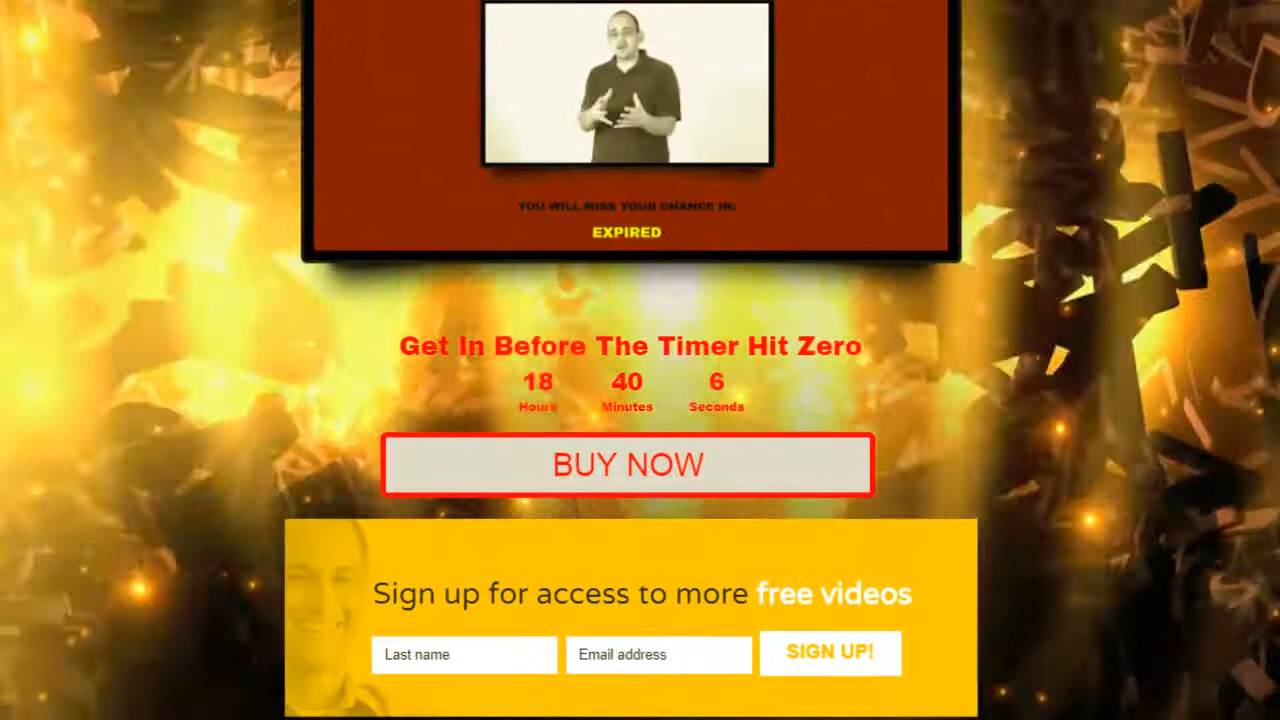 YOU WILL MISS YOUR CHANCE IN:
EXPIRED
Get In Before The Timer Hit Zero
18 40 6
Hours Minutes Seconds
BUY NOW
Sign up for access to more free videos
Last name Email address SIGN UP!